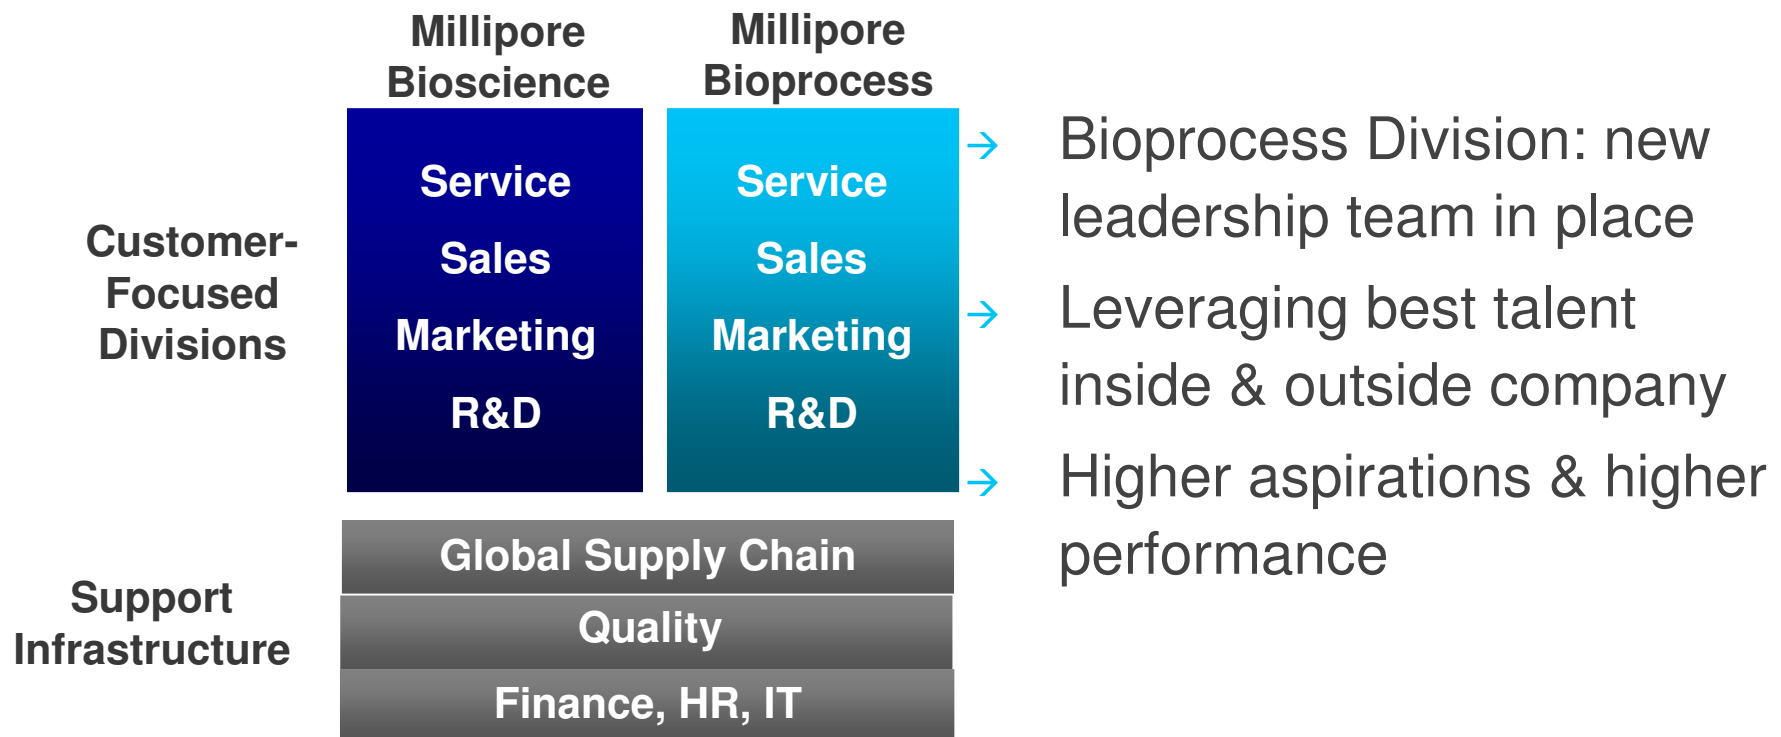 Millipore
Bioscience
Millipore
Bioprocess
Customer-
Focused
Divisions
Service
Sales
Marketing
R&D
Service
Sales
Marketing
R&D
Support
Infrastructure
Global Supply Chain
Quality
Finance, HR, IT
→ Bioprocess Division: new
leadership team in place
→ Leveraging best talent
inside & outside company
→ Higher aspirations & higher
performance